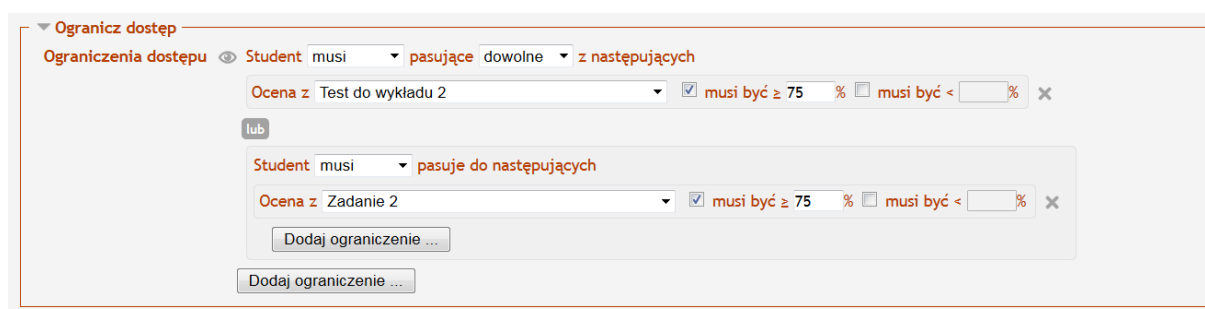 Ogranicz dostęp
Ograniczenia dostępu Student musi pasujące dowolne z następujących
Ocena z Test do wykładu 2 musi być ≥ 75 % musi być < %
lub
Student musi pasuje do następujących
Ocena z Zadanie 2 musi być ≥ 75 % musi być < %
Dodaj ograniczenie ...
Dodaj ograniczenie ...